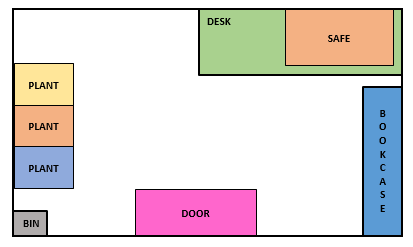 DESK
SAFE
PLANT
PLANT
PLANT
BOOKCASE
BIN
DOOR